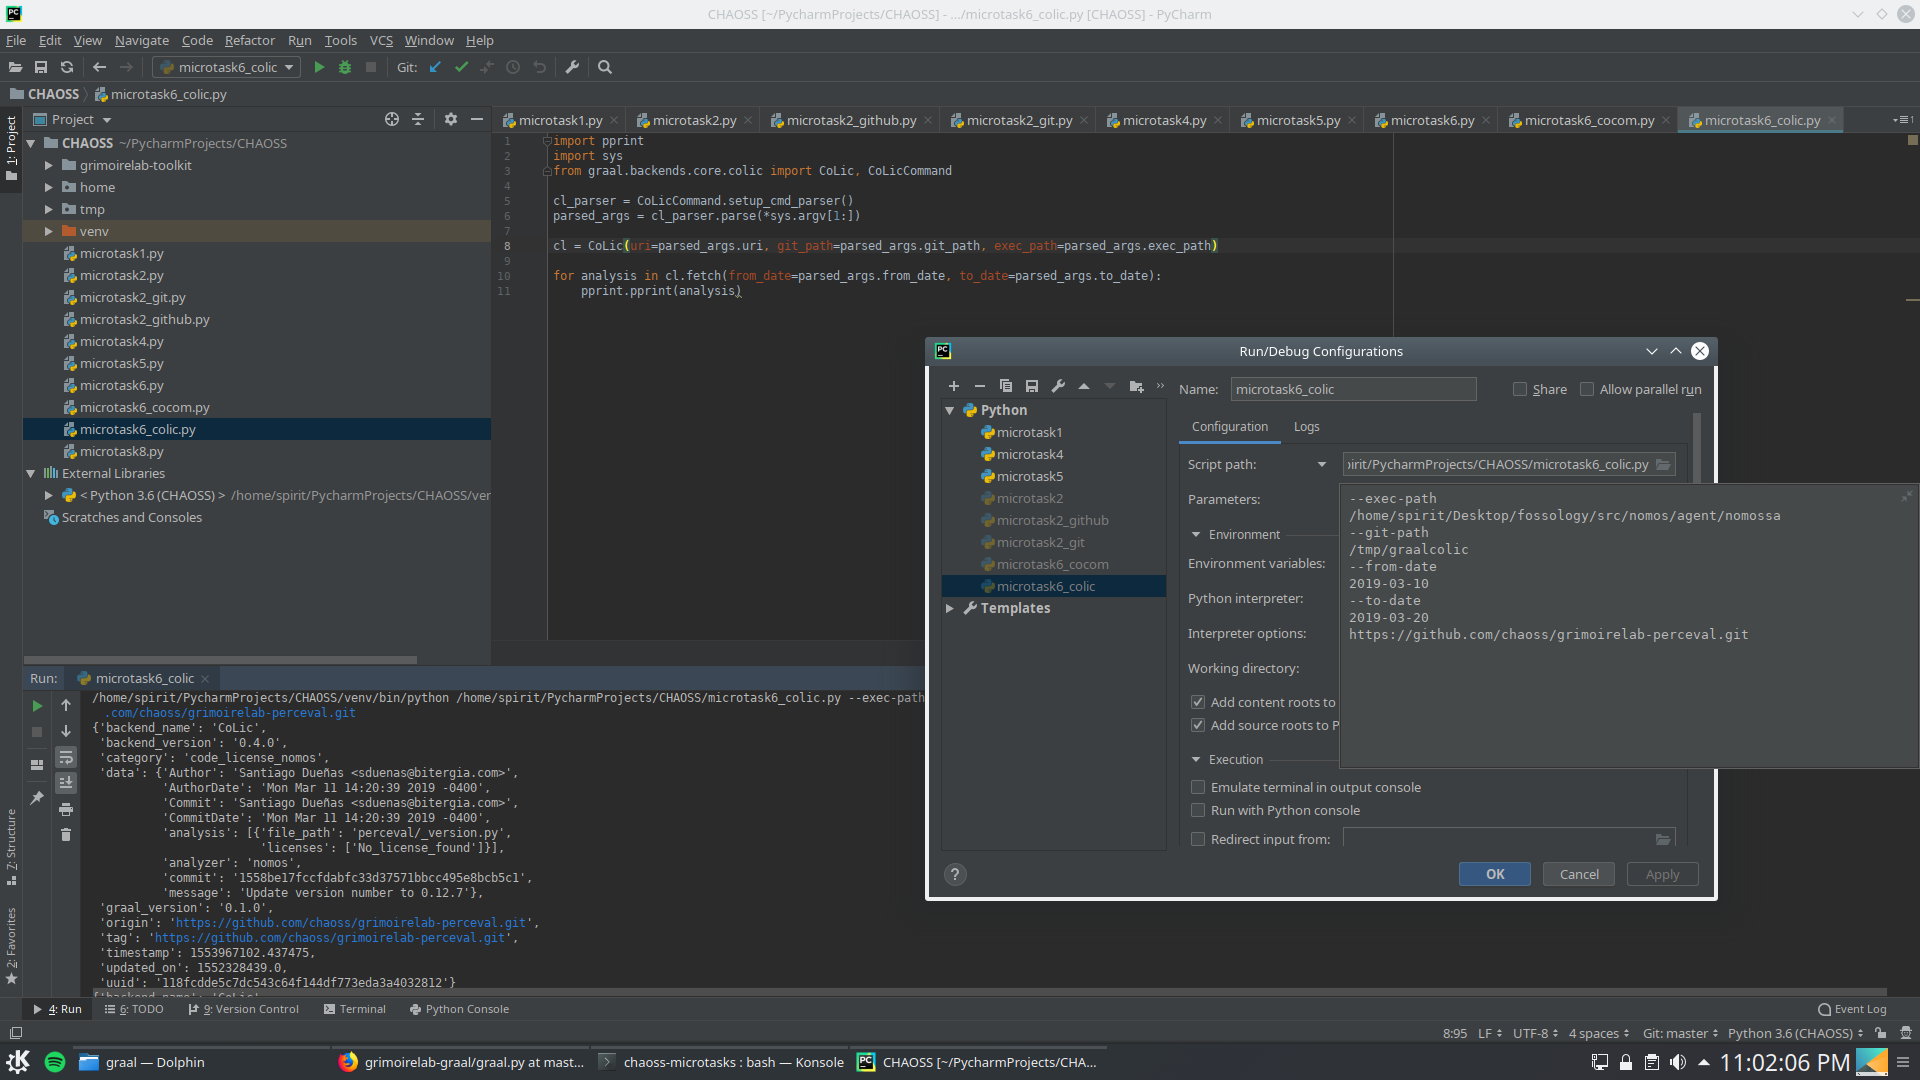 CHAOSS [~/PycharmProjects/CHAOSS] - .../microtask6_colic.py [CHAOSS] - PyCharm
File Edit View Navigate Code Refactor Run Tools VCS Window Help
microtask6_colic Git:
CHAOSS microtask6_colic.py
1: Project
Project
CHAOSS ~/PycharmProjects/CHAOSS
grimoirelab-toolkit
home
tmp
venv
microtask1.py
microtask2.py
microtask2_git.py
microtask2_github.py
microtask4.py
microtask5.py
microtask6.py
microtask6_cocom.py
microtask6_colic.py
microtask8.py
External Libraries
< Python 3.6 (CHAOSS) > /home/spirit/PycharmProjects/CHAOSS/ver
Scratches and Consoles
microtask1.py microtask2.py microtask2_github.py microtask2_git.py microtask4.py microtask5.py microtask6.py microtask6_cocom.py microtask6_colic.py
1 import pprint
2 import sys
3 from graal.backends.core.colic import CoLic, CoLicCommand
4
5 cl_parser = CoLicCommand.setup_cmd_parser()
6 parsed_args = cl_parser.parse(*sys.argv[1:])
7
8 cl = CoLic(uri=parsed_args.uri, git_path=parsed_args.git_path, exec_path=parsed_args.exec_path)
9
10 for analysis in cl.fetch(from_date=parsed_args.from_date, to_date=parsed_args.to_date):
11 pprint.pprint(analysis)
Run/Debug Configurations
Python
microtask1
microtask4
microtask5
microtask2
microtask2_github
microtask2_git
microtask6_cocom
microtask6_colic
Templates
Name: microtask6_colic Share Allow parallel run
Configuration Logs
Script path: irit/PycharmProjects/CHAOSS/microtask6_colic.py
Parameters:
--exec-path
/home/spirit/Desktop/fossology/src/nomos/agent/nomossa
--git-path
/tmp/graalcolic
--from-date
2019-03-10
--to-date
2019-03-20
https://github.com/chaoss/grimoirelab-perceval.git
Environment
Environment variables:
Python interpreter:
Interpreter options:
Working directory:
Add content roots to
Add source roots to P
Execution
Emulate terminal in output console
Run with Python console
Redirect input from:
? OK Cancel Apply
Run: microtask6_colic
/home/spirit/PycharmProjects/CHAOSS/venv/bin/python /home/spirit/PycharmProjects/CHAOSS/microtask6_colic.py --exec-path
.com/chaoss/grimoirelab-perceval.git
{'backend_name': 'CoLic',
'backend_version': '0.4.0',
'category': 'code_license_nomos',
'data': {'Author': 'Santiago Dueñas <sduenas@bitergia.com>',
'AuthorDate': 'Mon Mar 11 14:20:39 2019 -0400',
'Commit': 'Santiago Dueñas <sduenas@bitergia.com>',
'CommitDate': 'Mon Mar 11 14:20:39 2019 -0400',
'analysis': [{'file_path': 'perceval/_version.py',
'licenses': ['No_license_found']}],
'analyzer': 'nomos',
'commit': '1558be17fccfdabfc33d37571bbcc495e8bcb5c1',
'message': 'Update version number to 0.12.7'},
'graal_version': '0.1.0',
'origin': 'https://github.com/chaoss/grimoirelab-perceval.git',
'tag': 'https://github.com/chaoss/grimoirelab-perceval.git',
'timestamp': 1553967102.437475,
'updated_on': 1552328439.0,
'uuid': '118fcdde5c7dc543c64f144df773eda3a4032812'}
{'backend_name': 'CoLic',
7: Structure
2: Favorites
4: Run 6: TODO 9: Version Control Terminal Python Console Event Log
8:95 LF UTF-8 4 spaces Git: master Python 3.6 (CHAOSS)
graal — Dolphin grimoirelab-graal/graal.py at mast... chaoss-microtasks : bash — Konsole CHAOSS [~/PycharmProjects/CHA... 11:02:06 PM